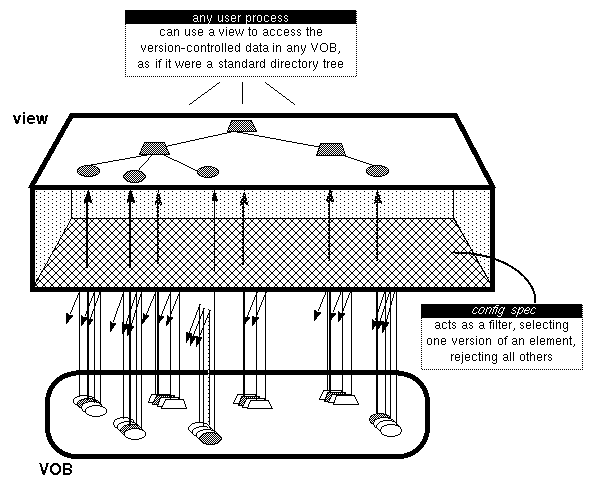 any user process
can use a view to access the
version-controlled data in any VOB,
as if it were a standard directory tree
view
config spec
acts as a filter, selecting
one version of an element,
rejecting all others
VOB